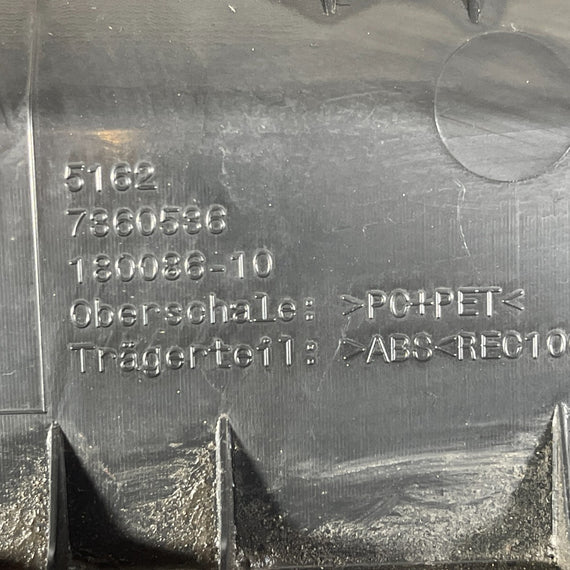 5162
7360536
180086-10
Oberschale: >PC+PET<
Trägerteil: >ABS<REC10